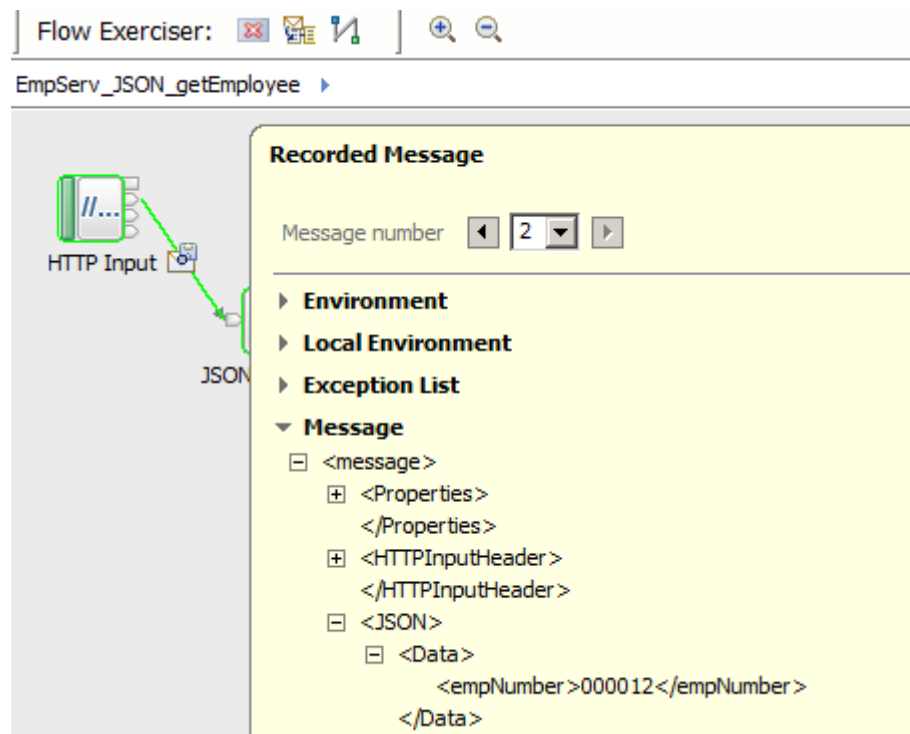 Flow Exerciser:
EmpServ_JSON_getEmployee
Recorded Message
//...
Message number 2
HTTP Input
Environment
Local Environment
JSON
Exception List
Message
<message>
<Properties>
</Properties>
<HTTPInputHeader>
</HTTPInputHeader>
<JSON>
<Data>
<empNumber>000012</empNumber>
</Data>